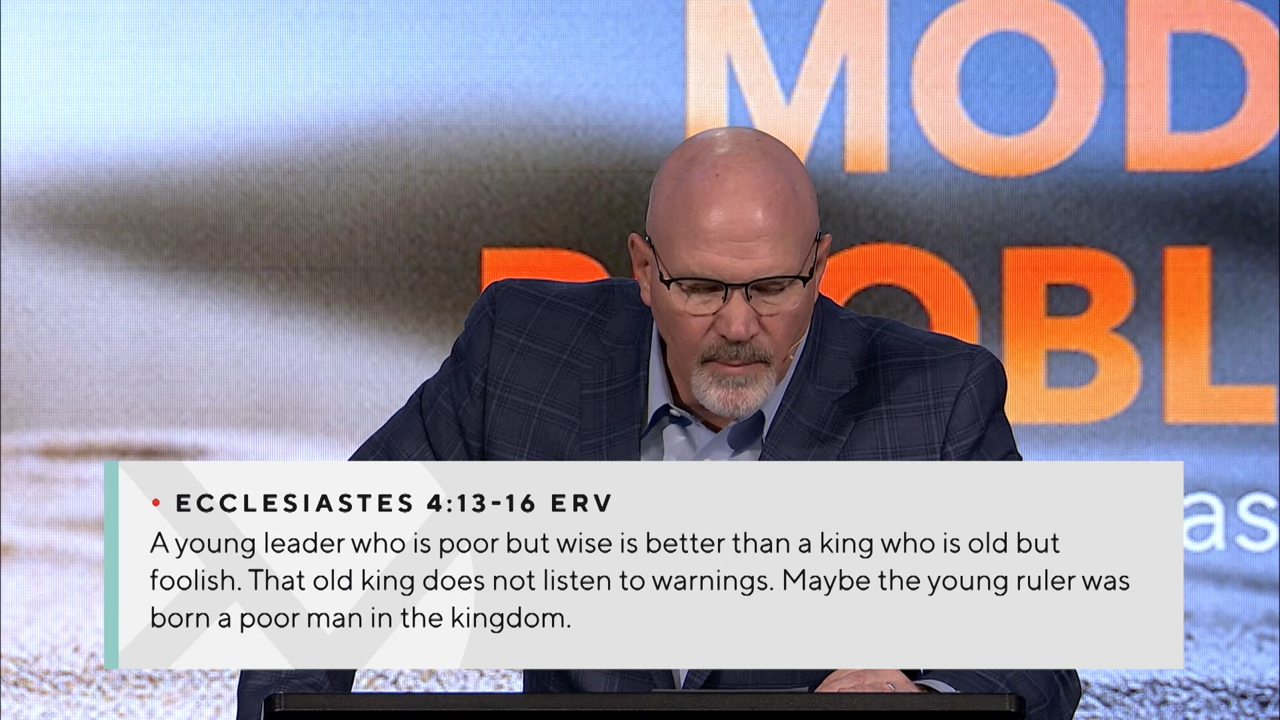 MOD
OBL
as
• ECCLESIASTES 4:13-16 ERV
A young leader who is poor but wise is better than a king who is old but
foolish. That old king does not listen to warnings. Maybe the young ruler was
born a poor man in the kingdom.